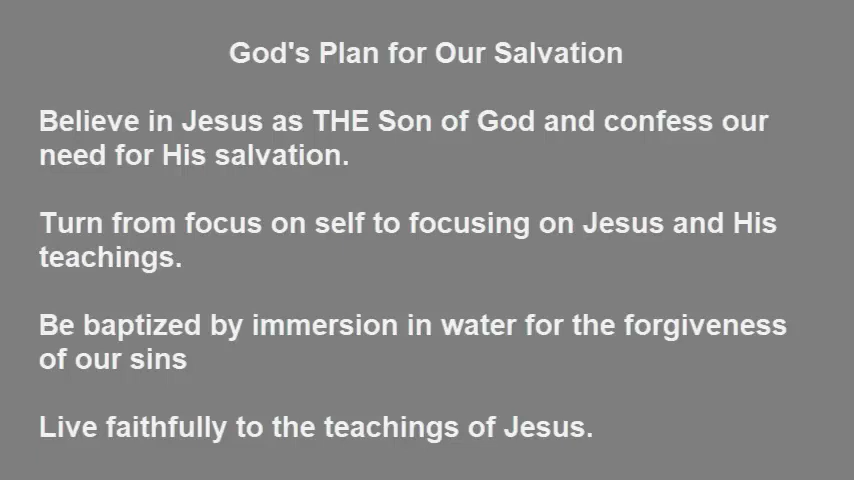 God's Plan for Our Salvation
Believe in Jesus as THE Son of God and confess our
need for His salvation.
Turn from focus on self to focusing on Jesus and His
teachings.
Be baptized by immersion in water for the forgiveness
of our sins
Live faithfully to the teachings of Jesus.